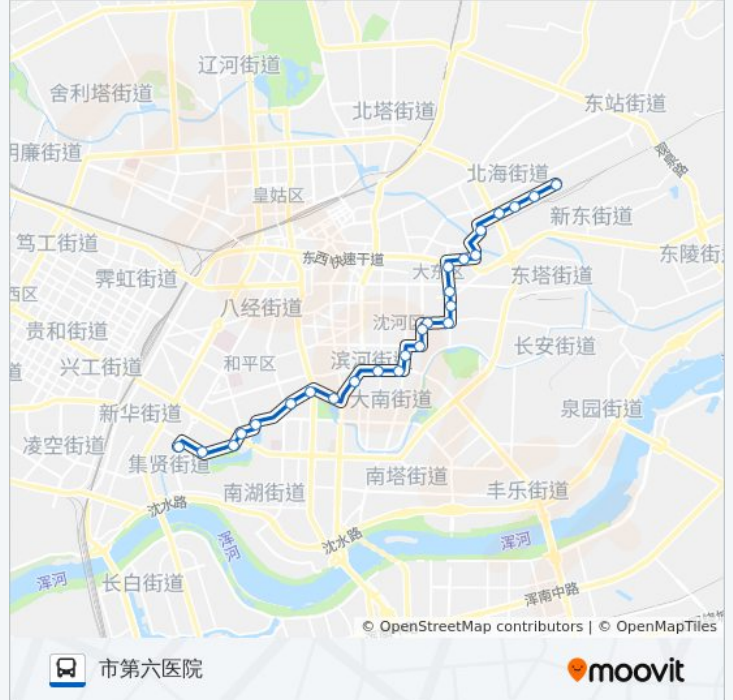 辽河街道
舍利塔街道
东站街道
北塔街道
明廉街道
北海街道
皇姑区
新东街道
笃工街道
东陵街
东西快速干道
大东区
霁虹街道
东塔街道
西区
八经街道
沈河区
贵和街道
长安街道
和平区
滨河街道
兴工街道
道
大南街道
泉园街道
新华街道
凌空街道
集贤街道
南塔街道
南湖街道
丰乐街道
沈水路
浑河
沈水路
浑河
浑河
长白街道
浑南中路
© OpenStreetMap contributors | © OpenMapTiles
市第六医院
moovit